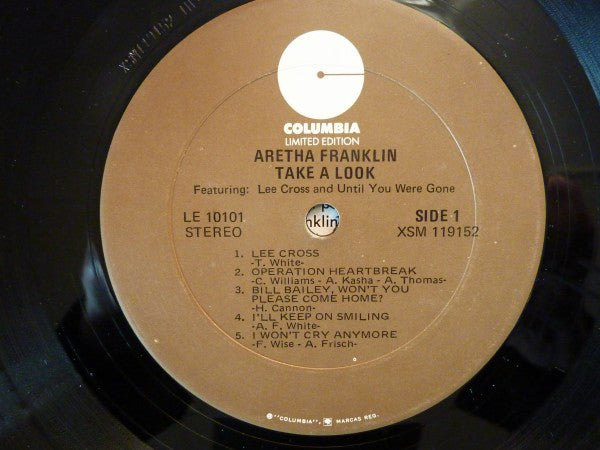 COLUMBIA
LIMITED EDITION
ARETHA FRANKLIN
TAKE A LOOK
Featuring: Lee Cross and Until You Were Gone
LE 10101
STEREO
nklin
SIDE 1
XSM 119152
1. LEE CROSS
-T. White-
2. OPERATION HEARTBREAK
-C. Williams - A. Kasha - A. Thomas-
3. BILL BAILEY, WON'T YOU
PLEASE COME HOME?
-H. Cannon-
4. I'LL KEEP ON SMILING
-A. F. White-
5. I WON'T CRY ANYMORE
-F. Wise - A. Frisch-
"COLUMBIA", MARCAS REG.